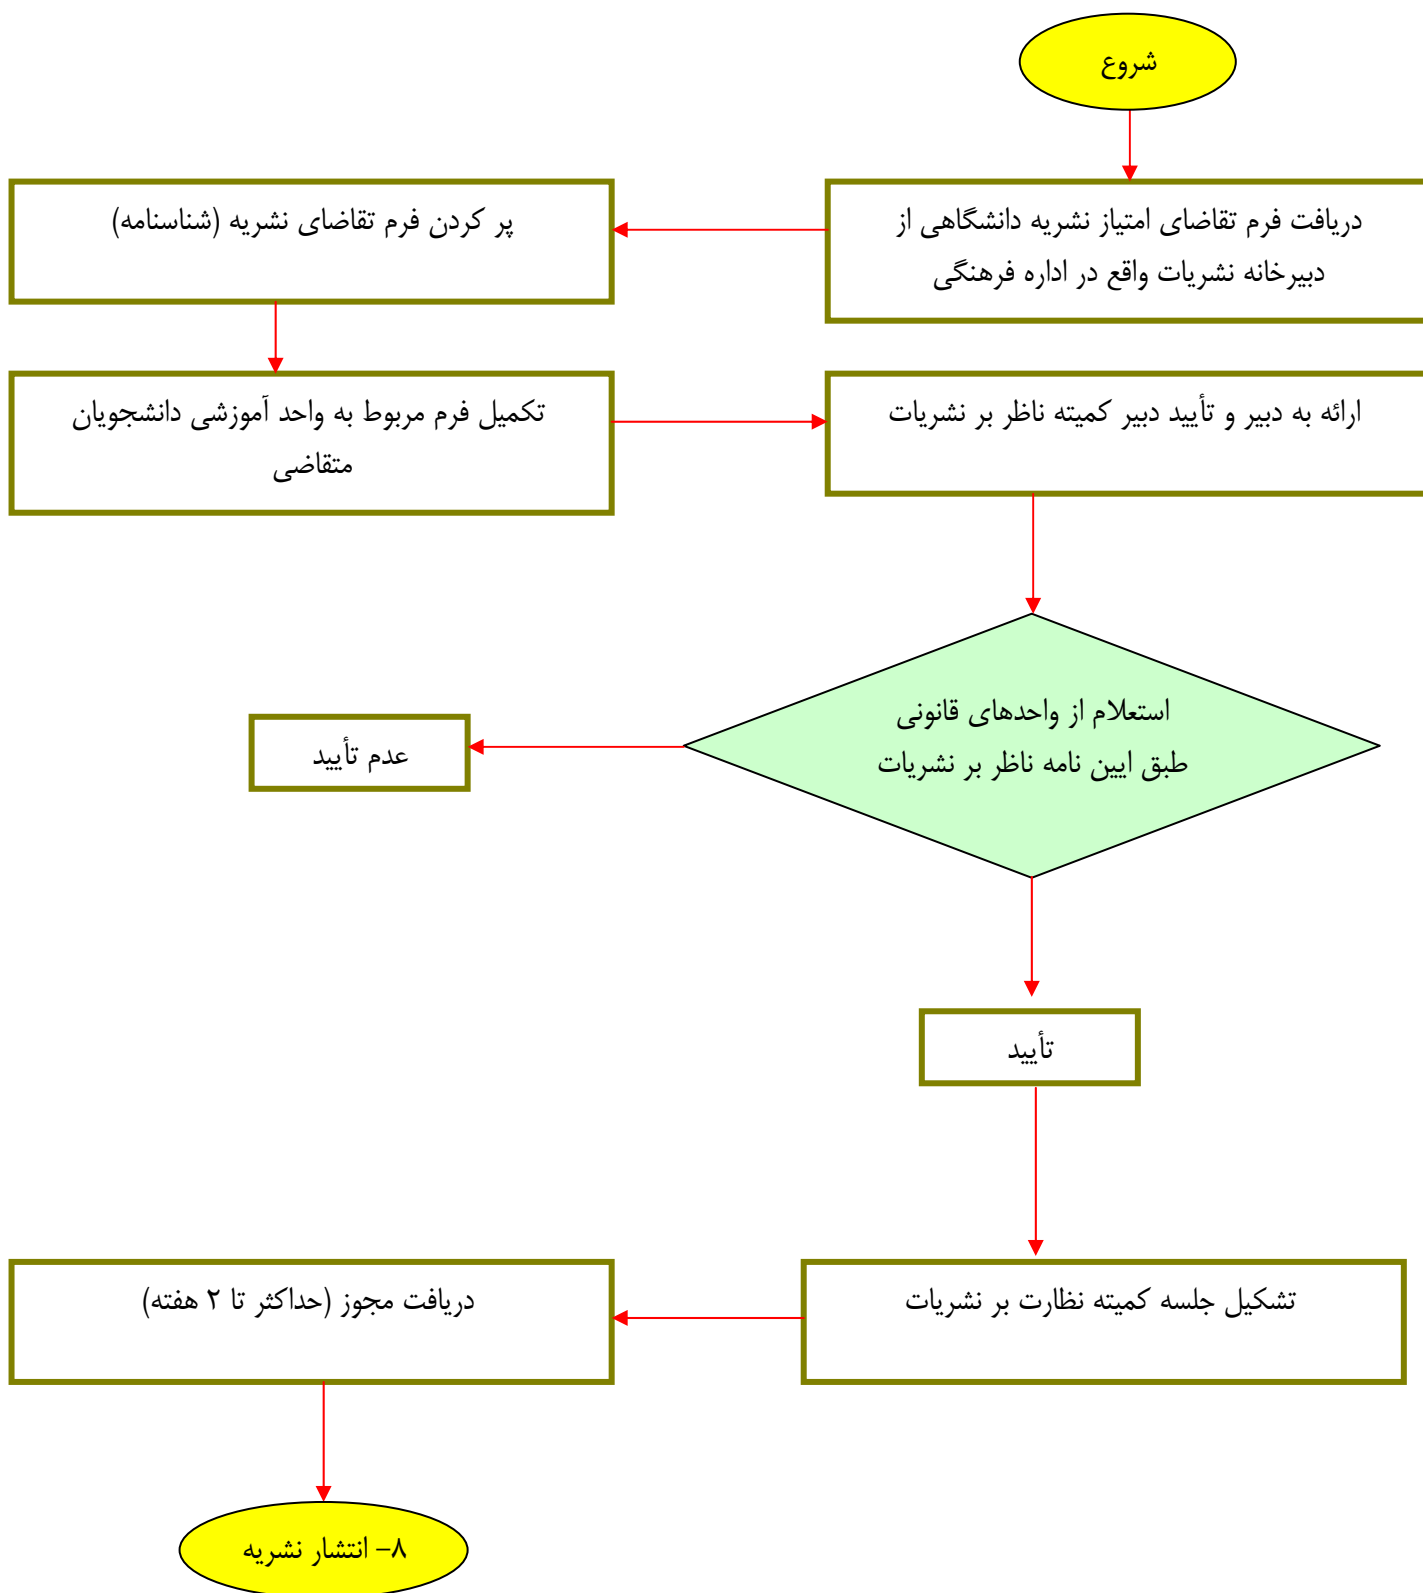 شروع
دریافت فرم تقاضای امتیاز نشریه دانشگاهی از
دبیرخانه نشریات واقع در اداره فرهنگی
پر کردن فرم تقاضای نشریه (شناسنامه)
تکمیل فرم مربوط به واحد آموزشی دانشجویان
متقاضی
ارائه به دبیر و تأیید دبیر کمیته ناظر بر نشریات
استعلام از واحدهای قانونی
طبق ایین نامه ناظر بر نشریات
عدم تأیید
تأیید
تشکیل جلسه کمیته نظارت بر نشریات
دریافت مجوز (حداکثر تا ۲ هفته)
۸- انتشار نشریه